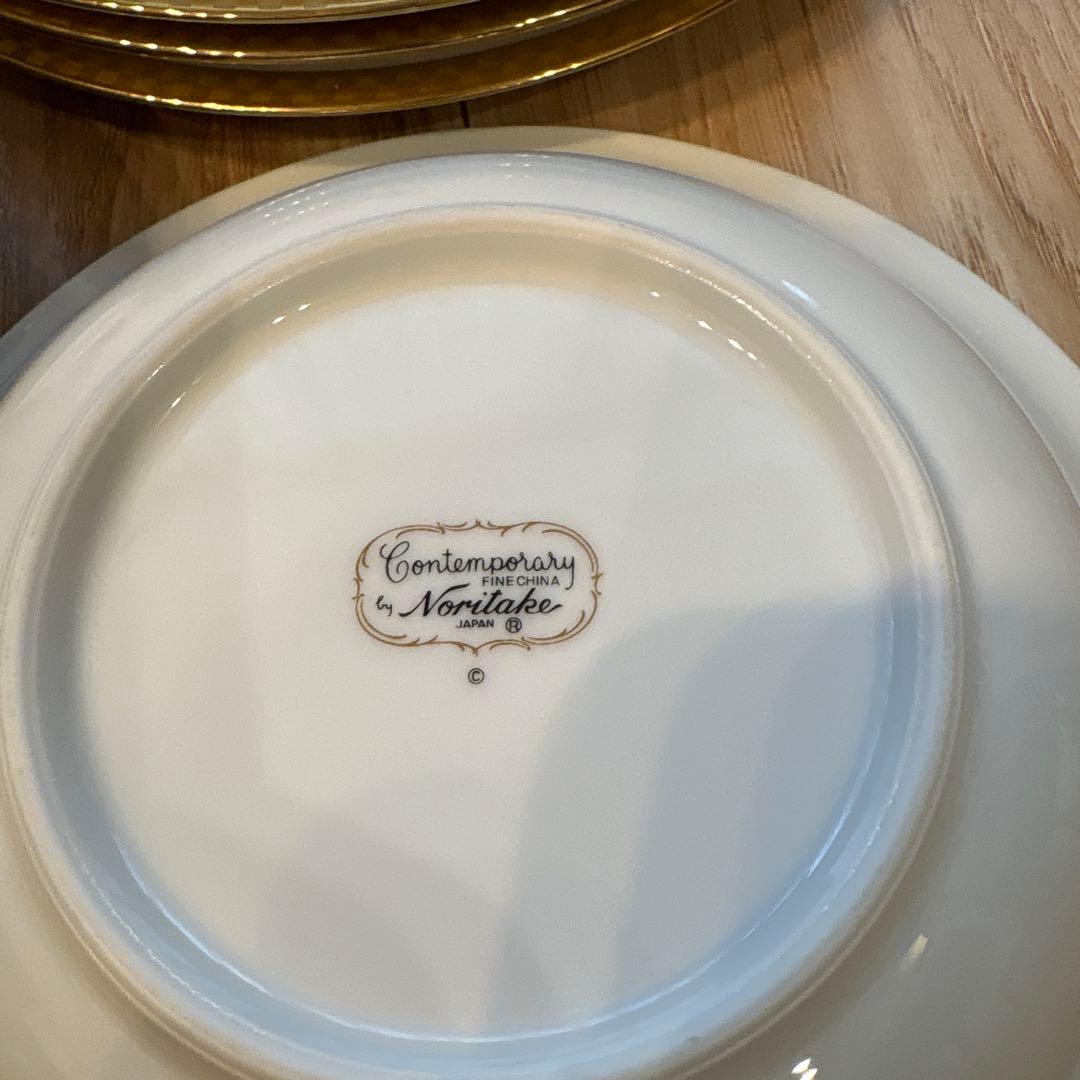 Contemporary
FINE CHINA
by Noritake
JAPAN ®
©